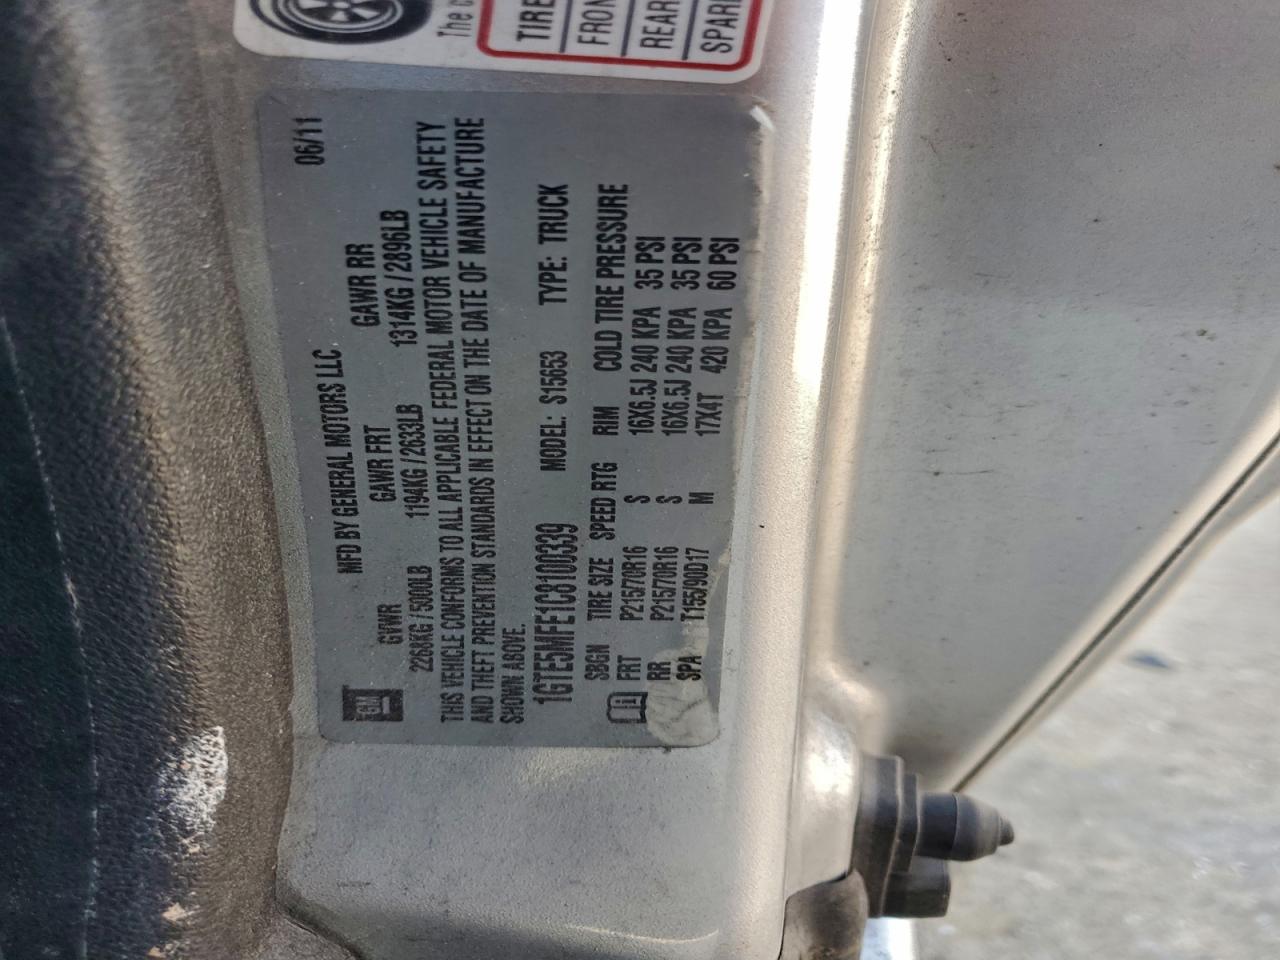 The
TIRE
FRON
REAR
SPARE
06/11
MFD BY GENERAL MOTORS LLC
GM
GVWR GAWR FRT GAWR RR
2268KG / 5000LB 1194KG / 2633LB 1314KG / 2896LB
THIS VEHICLE CONFORMS TO ALL APPLICABLE FEDERAL MOTOR VEHICLE SAFETY
AND THEFT PREVENTION STANDARDS IN EFFECT ON THE DATE OF MANUFACTURE
SHOWN ABOVE.
1GTE5MFE1C8100339 MODEL: S15653 TYPE: TRUCK
SBGN TIRE SIZE SPEED RTG RIM COLD TIRE PRESSURE
FRT P215/70R16 S 16X6.5J 240 KPA 35 PSI
RR P215/70R16 S 16X6.5J 240 KPA 35 PSI
SPA T155/90D17 M 17X4T 420 KPA 60 PSI